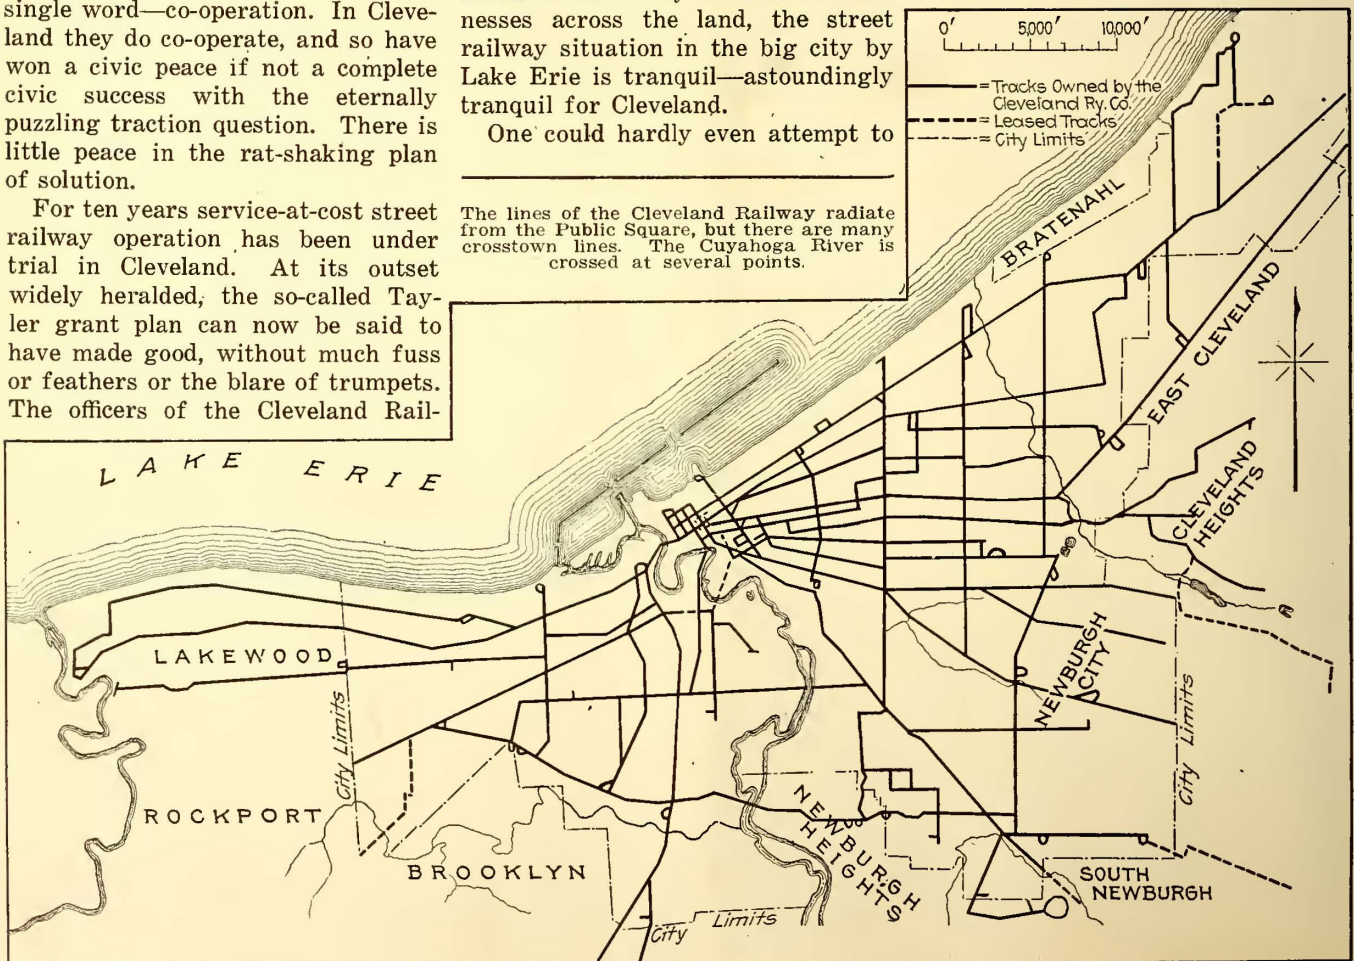 single word—co-operation. In Cleve-
land they do co-operate, and so have
won a civic peace if not a complete
civic success with the eternally
puzzling traction question. There is
little peace in the rat-shaking plan
of solution.
For ten years service-at-cost street
railway operation has been under
trial in Cleveland. At its outset
widely heralded, the so-called Tay-
ler grant plan can now be said to
have made good, without much fuss
or feathers or the blare of trumpets.
The officers of the Cleveland Rail-
nesses across the land, the street
railway situation in the big city by
Lake Erie is tranquil—astoundingly
tranquil for Cleveland.
One could hardly even attempt to
The lines of the Cleveland Railway radiate
from the Public Square, but there are many
crosstown lines. The Cuyahoga River is
crossed at several points.
0' 5,000' 10,000'
= Tracks Owned by the
Cleveland Ry. Co.
= Leased Tracks
= City Limits
LAKE ERIE
BRATENAHL
EAST CLEVELAND
CLEVELAND
HEIGHTS
LAKEWOOD
NEWBURGH
CITY
City Limits
City Limits
ROCKPORT
BROOKLYN
NEWBURGH
HEIGHTS
SOUTH
NEWBURGH
City Limits